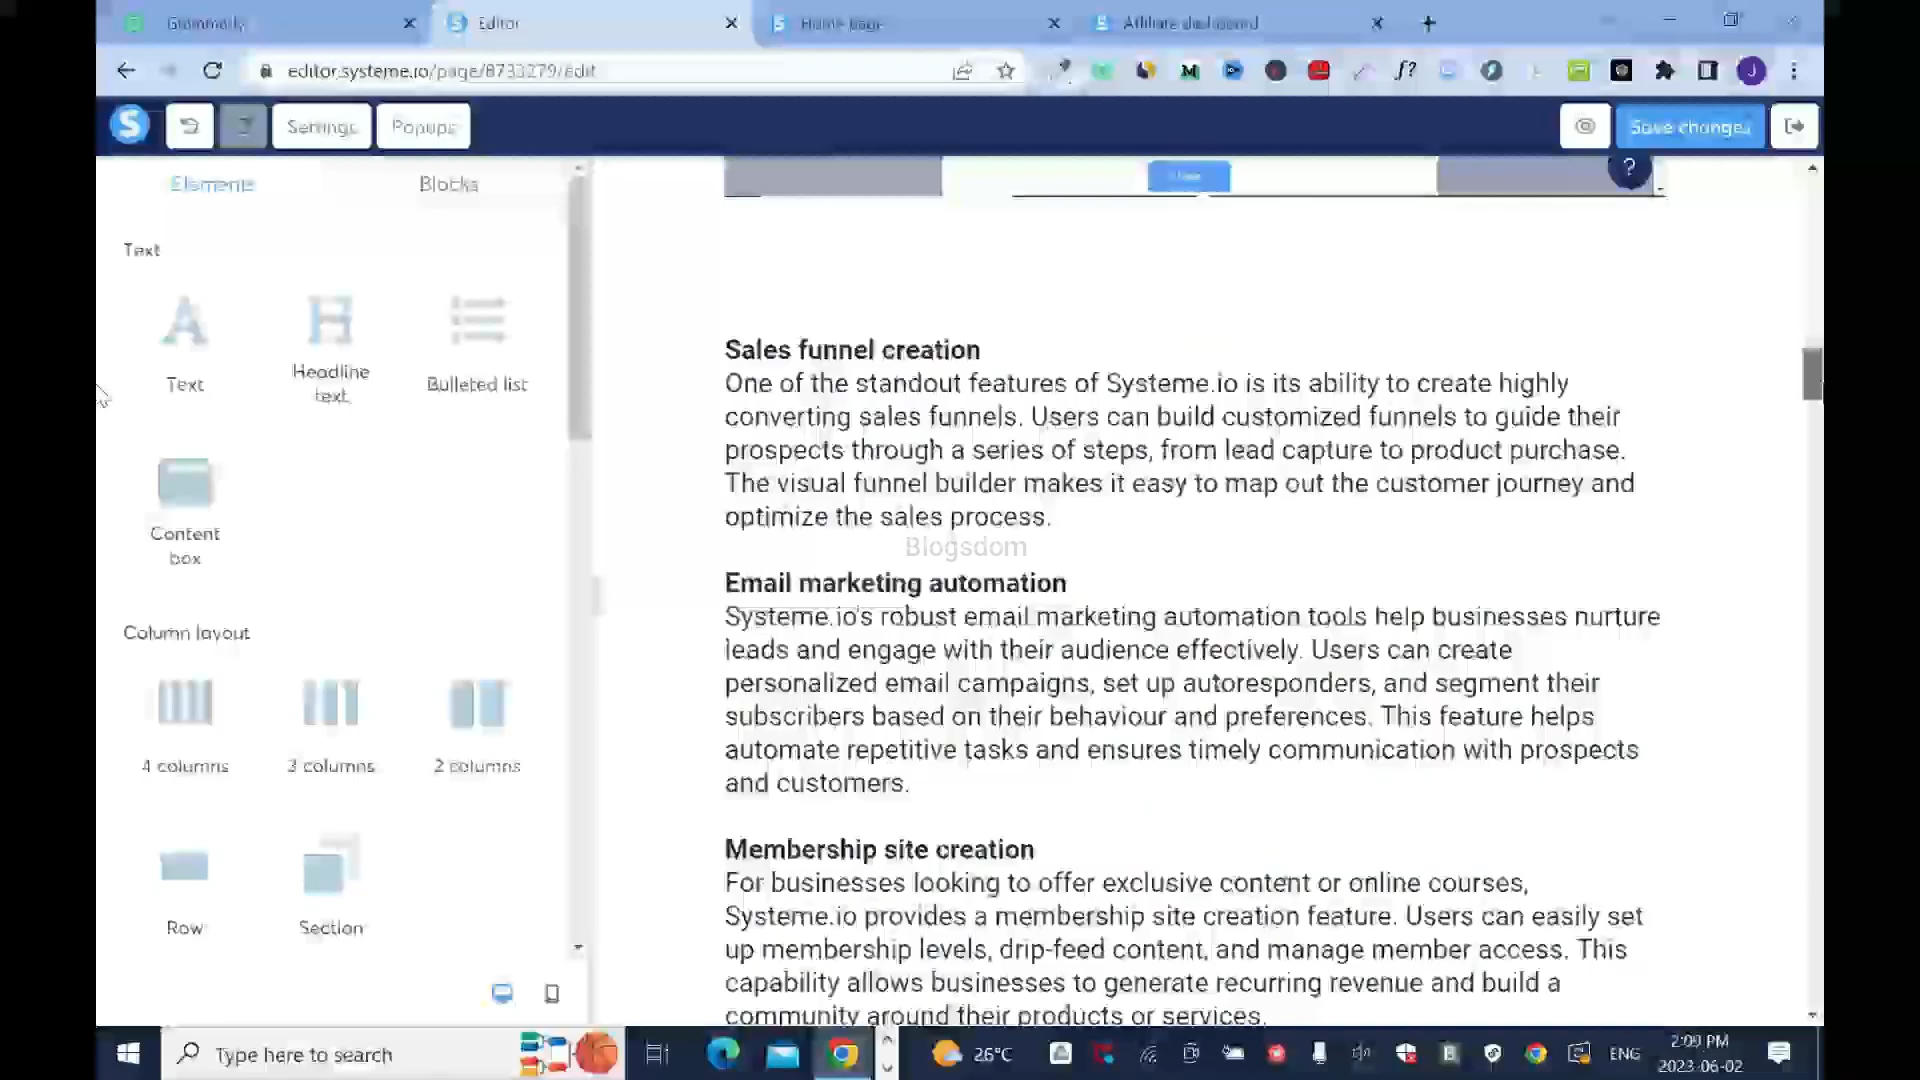 Grammarly
Editor
Home page
Affiliate dashboard
editor.systeme.io/page/8733279/edit
J
S
Settings
Popups
Save changes
?
Elements
Blocks
Text
Text
Headline
text
Bulleted list
Content
box
Column layout
4 columns
3 columns
2 columns
Row
Section
Sales funnel creation
One of the standout features of Systeme.io is its ability to create highly
converting sales funnels. Users can build customized funnels to guide their
prospects through a series of steps, from lead capture to product purchase.
The visual funnel builder makes it easy to map out the customer journey and
optimize the sales process.
Blogsdom
Email marketing automation
Systeme.io's robust email marketing automation tools help businesses nurture
leads and engage with their audience effectively. Users can create
personalized email campaigns, set up autoresponders, and segment their
subscribers based on their behaviour and preferences. This feature helps
automate repetitive tasks and ensures timely communication with prospects
and customers.
Membership site creation
For businesses looking to offer exclusive content or online courses,
Systeme.io provides a membership site creation feature. Users can easily set
up membership levels, drip-feed content, and manage member access. This
capability allows businesses to generate recurring revenue and build a
community around their products or services.
Type here to search
26°C
ENG
2:09 PM
2023-06-02